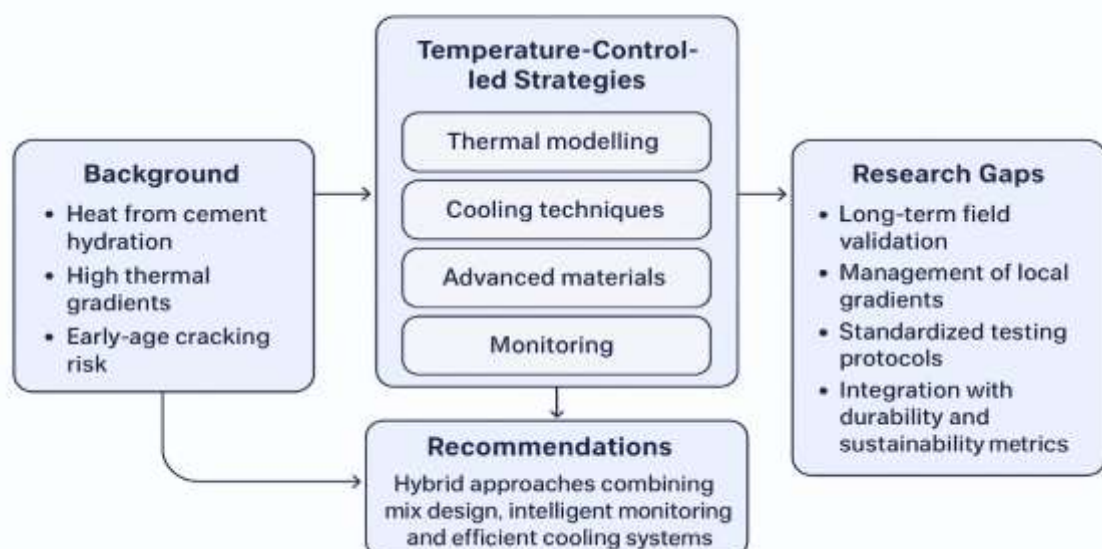 Background
• Heat from cement
hydration
• High thermal
gradients
• Early-age cracking
risk
Temperature-Control-
led Strategies
Thermal modelling
Cooling techniques
Advanced materials
Monitoring
Research Gaps
• Long-term field
validation
• Management of local
gradients
• Standardized testing
protocols
• Integration with
durability and
sustainability metrics
Recommendations
Hybrid approaches combining
mix design, intelligent monitoring
and efficient cooling systems